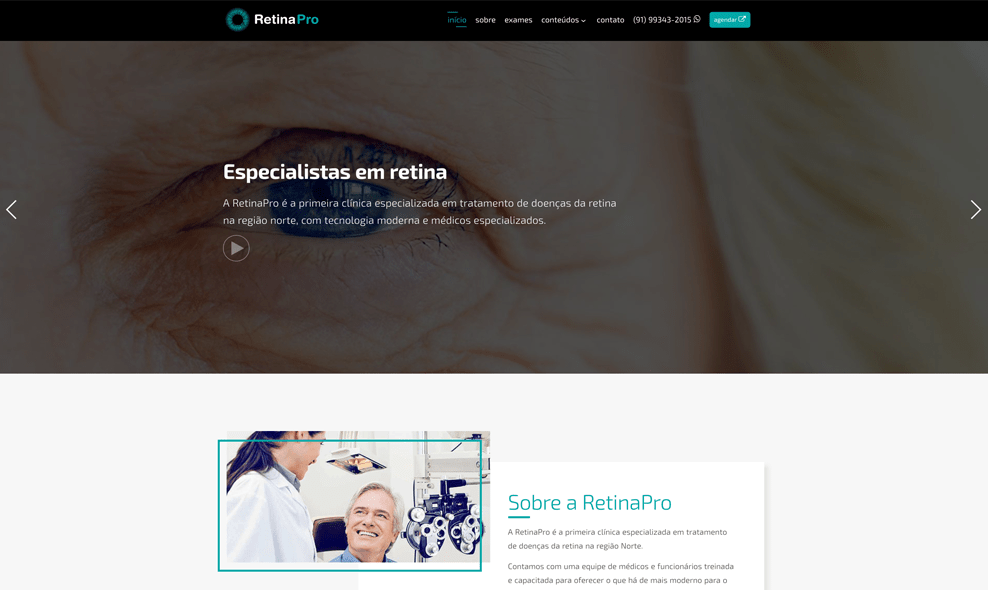 RetinaPro
início sobre exames conteúdos contato (91) 99343-2015 agendar
Especialistas em retina
A RetinaPro é a primeira clínica especializada em tratamento de doenças da retina
na região norte, com tecnologia moderna e médicos especializados.
Sobre a RetinaPro
A RetinaPro é a primeira clínica especializada em tratamento
de doenças da retina na região Norte.
Contamos com uma equipe de médicos e funcionários treinada
e capacitada para oferecer o que há de mais moderno para o